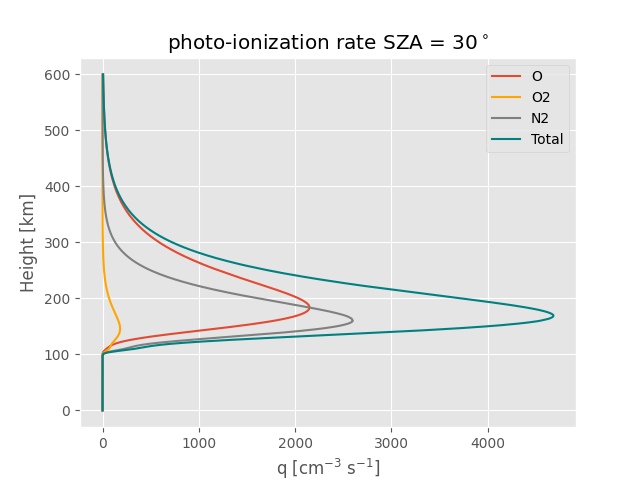 photo-ionization rate SZA = 30°
O
O2
N2
Total
600
500
400
300
200
100
0
Height [km]
0 1000 2000 3000 4000
q [cm⁻³ s⁻¹]